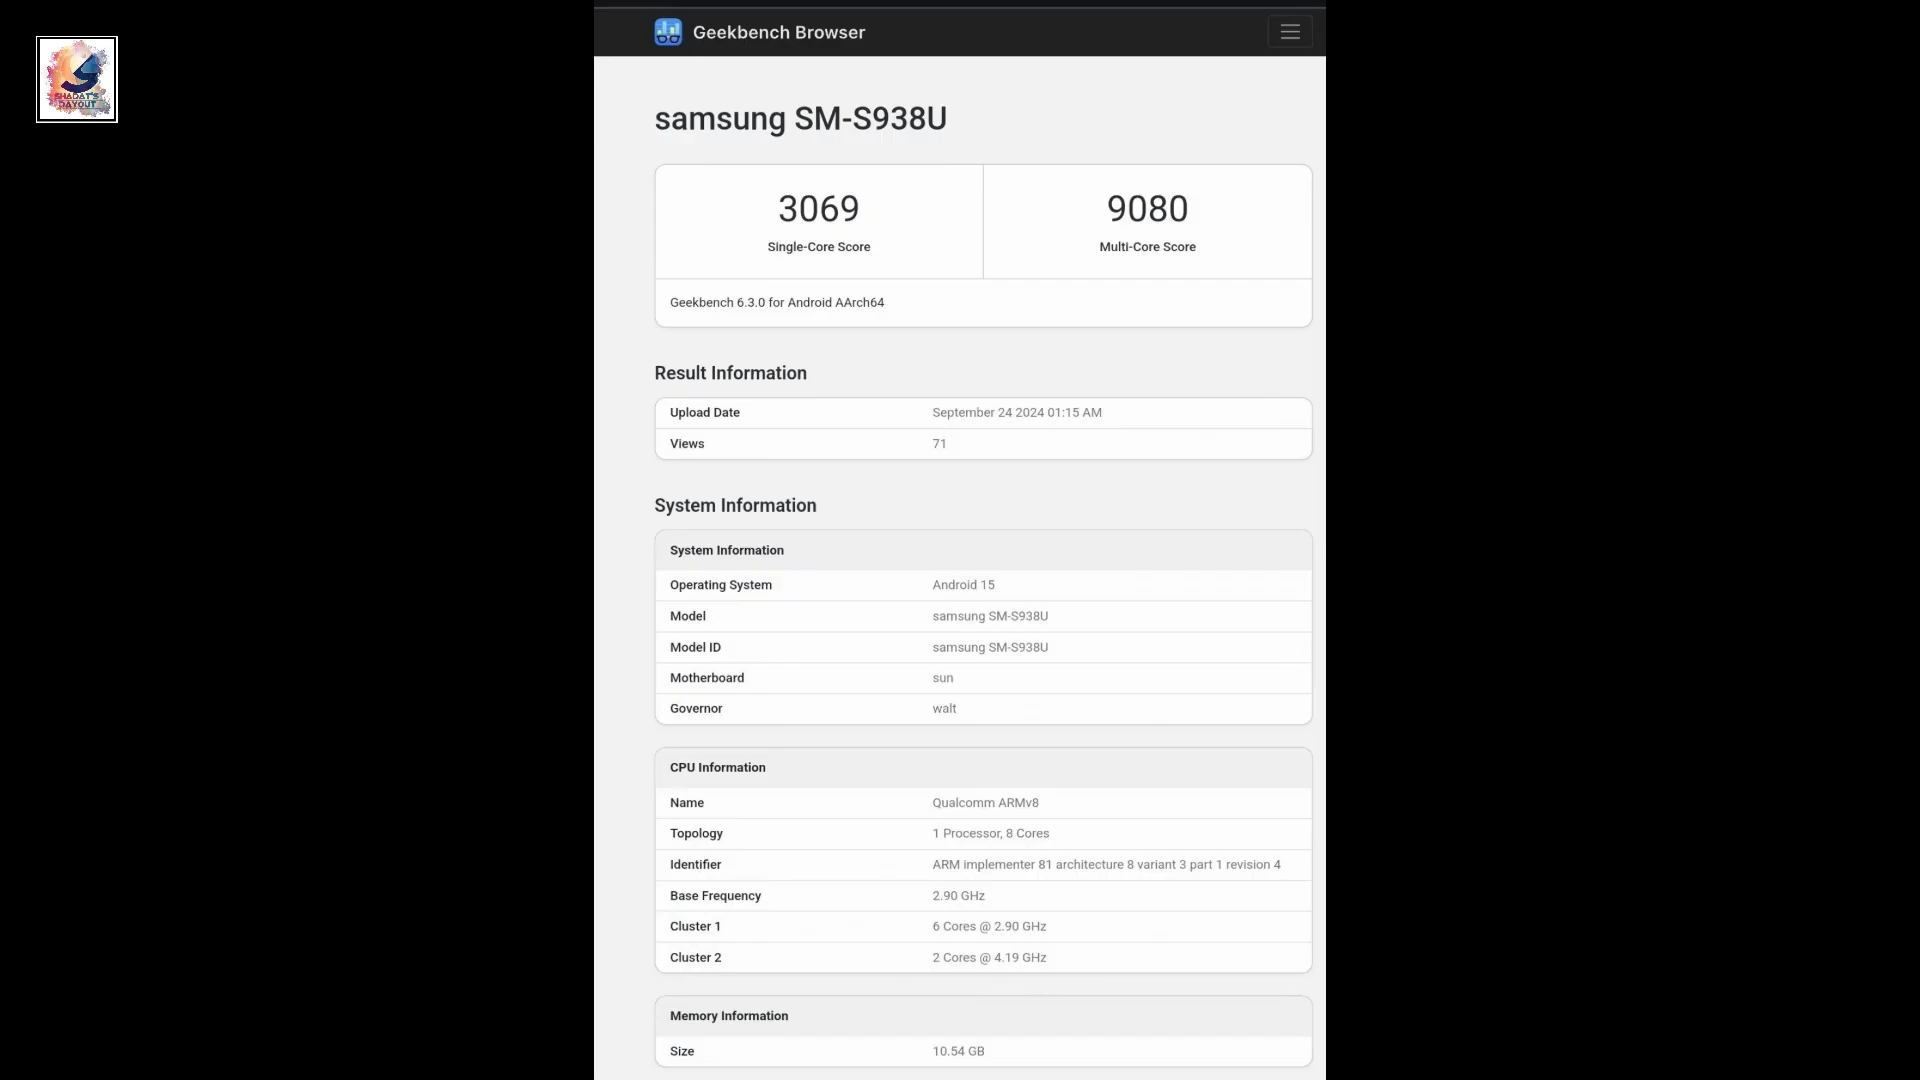 Geekbench Browser
SHADAT'S
DAYOUT
samsung SM-S938U
3069 9080
Single-Core Score Multi-Core Score
Geekbench 6.3.0 for Android AArch64
Result Information
Upload Date September 24 2024 01:15 AM
Views 71
System Information
System Information
Operating System Android 15
Model samsung SM-S938U
Model ID samsung SM-S938U
Motherboard sun
Governor walt
CPU Information
Name Qualcomm ARMv8
Topology 1 Processor, 8 Cores
Identifier ARM implementer 81 architecture 8 variant 3 part 1 revision 4
Base Frequency 2.90 GHz
Cluster 1 6 Cores @ 2.90 GHz
Cluster 2 2 Cores @ 4.19 GHz
Memory Information
Size 10.54 GB